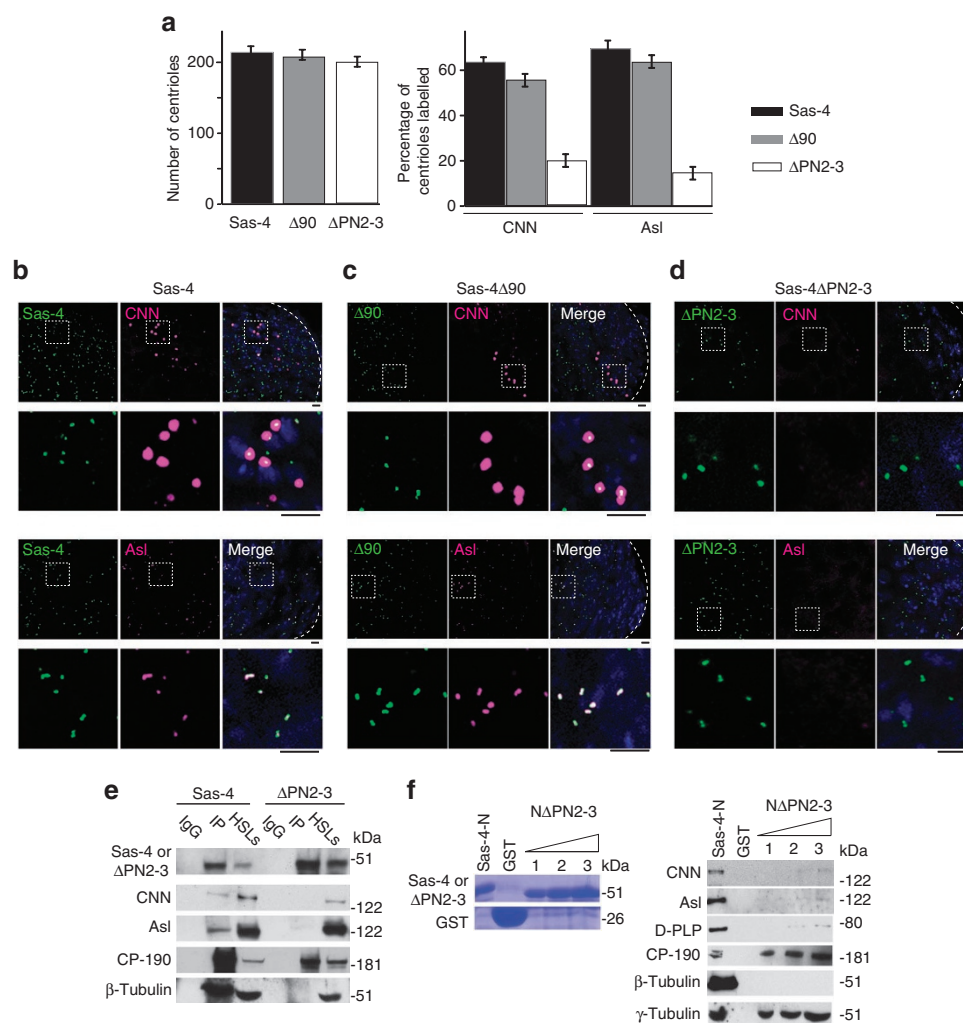 a
Number of centrioles
200
100
0
Sas-4 Δ90 ΔPN2-3
Percentage of
centrioles labelled
60
40
20
0
CNN Asl
Sas-4
Δ90
ΔPN2-3
b
Sas-4
Sas-4 CNN
Sas-4 Asl Merge
c
Sas-4Δ90
Δ90 CNN Merge
Δ90 Asl Merge
d
Sas-4ΔPN2-3
ΔPN2-3 CNN
ΔPN2-3 Asl Merge
e
Sas-4 ΔPN2-3
IgG IP HSLs IgG IP HSLs kDa
Sas-4 or
ΔPN2-3
-51
CNN -122
Asl -122
CP-190 -181
β-Tubulin -51
f
Sas-4-N GST NΔPN2-3
1 2 3 kDa
Sas-4 or
ΔPN2-3
-51
GST -26
Sas-4-N GST NΔPN2-3
1 2 3 kDa
CNN -122
Asl -122
D-PLP -80
CP-190 -181
β-Tubulin -51
γ-Tubulin -51